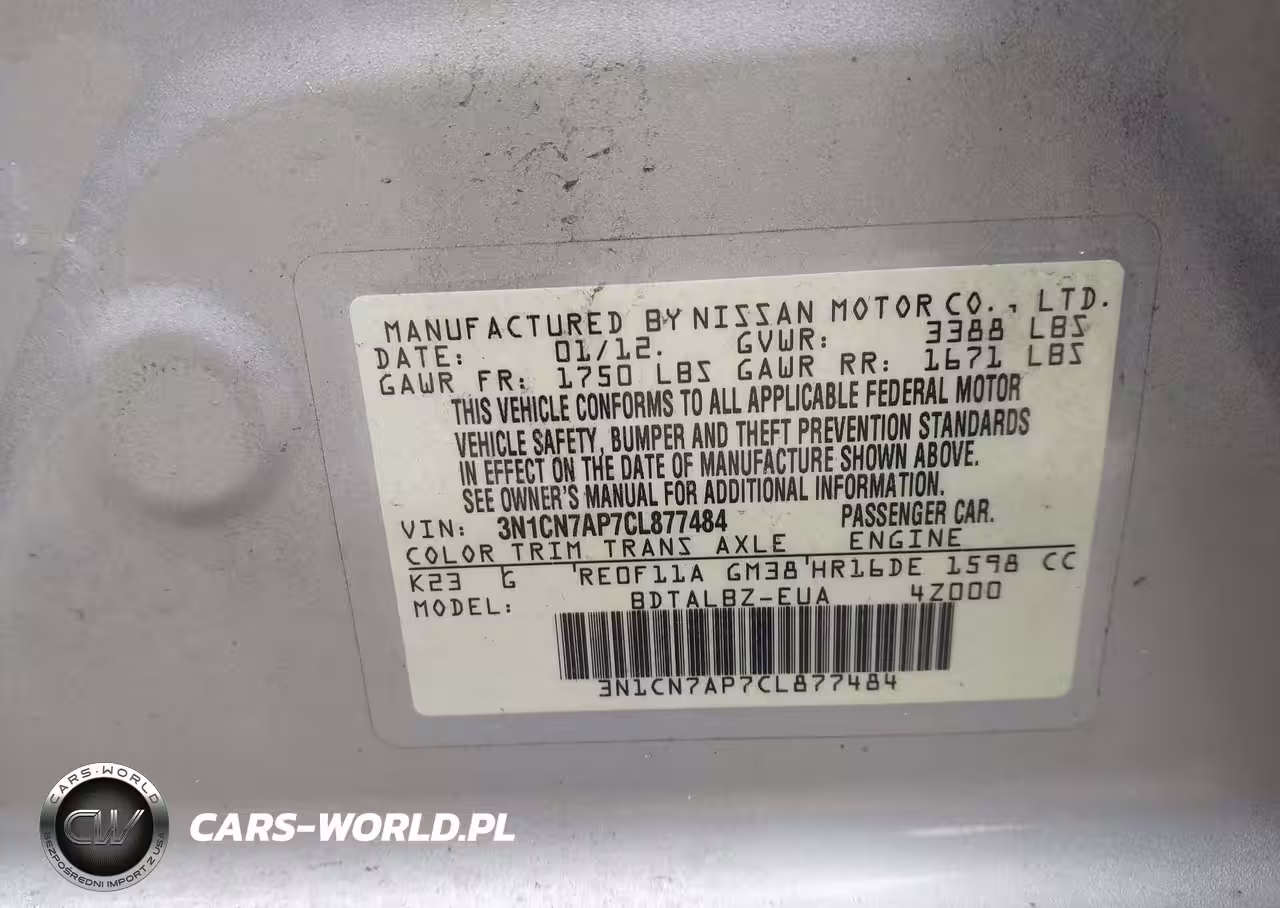 MANUFACTURED BY NISSAN MOTOR CO., LTD.
DATE: 01/12. GVWR: 3388 LBS
GAWR FR: 1750 LBS GAWR RR: 1671 LBS
THIS VEHICLE CONFORMS TO ALL APPLICABLE FEDERAL MOTOR
VEHICLE SAFETY, BUMPER AND THEFT PREVENTION STANDARDS
IN EFFECT ON THE DATE OF MANUFACTURE SHOWN ABOVE.
SEE OWNER'S MANUAL FOR ADDITIONAL INFORMATION.
VIN: 3N1CN7AP7CL877484 PASSENGER CAR.
COLOR TRIM TRANS AXLE ENGINE
K23 G RE0F11A GM38 HR16DE 1598 CC
MODEL: BDTALBZ-EUA 4Z000
3N1CN7AP7CL877484
CARS-WORLD
CW
BEZPOŚREDNI IMPORT Z USA
CARS-WORLD.PL